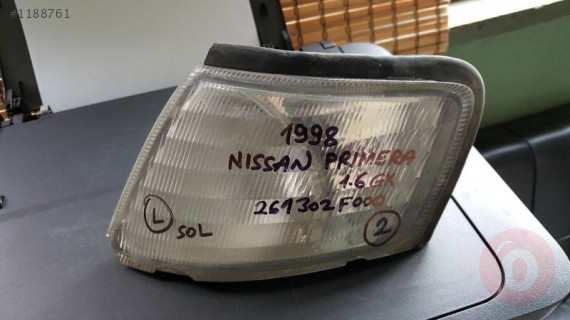 #1188761
1998
NISSAN PRIMERA
1.6 GX
261302F000
L
SOL
2